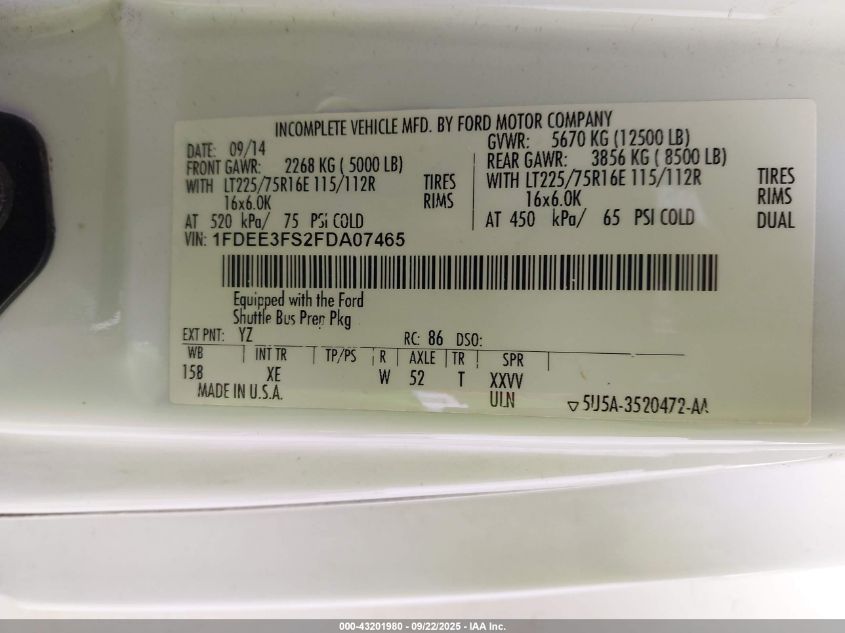 INCOMPLETE VEHICLE MFD. BY FORD MOTOR COMPANY
DATE: 09/14 GVWR: 5670 KG (12500 LB)
FRONT GAWR: 2268 KG ( 5000 LB) REAR GAWR: 3856 KG ( 8500 LB)
WITH LT225/75R16E 115/112R TIRES WITH LT225/75R16E 115/112R TIRES
16x6.0K RIMS 16x6.0K RIMS
AT 520 kPa/ 75 PSI COLD AT 450 kPa/ 65 PSI COLD DUAL
VIN: 1FDEE3FS2FDA07465
Equipped with the Ford
Shuttle Bus Prep Pkg
EXT PNT: YZ RC: 86 DSO:
WB INT TR TP/PS R AXLE TR SPR
158 XE W 52 T XXVV
MADE IN U.S.A. ULN 5U5A-3520472-AA
000-43201980 - 09/22/2025 - IAA Inc.